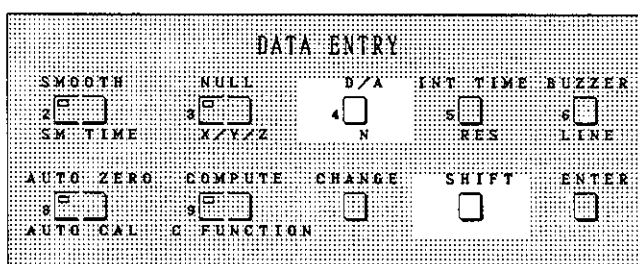 DATA ENTRY
SMOOTH NULL D/A INT TIME BUZZER
2 3 4 5 6
SM TIME X/Y/Z N RES LINE
AUTO ZERO COMPUTE CHANGE SHIFT ENTER
8 9
AUTO CAL C FUNCTION